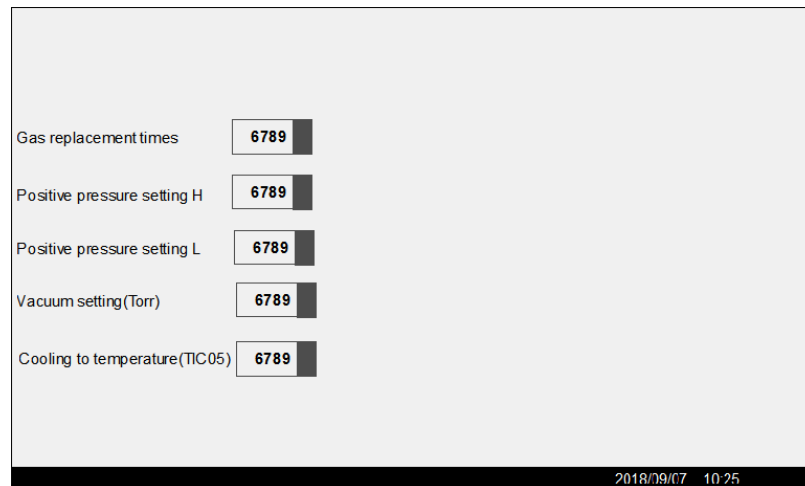 Gas replacement times 6789
Positive pressure setting H 6789
Positive pressure setting L 6789
Vacuum setting(Torr) 6789
Cooling to temperature(TIC05) 6789
2018/09/07 10:25